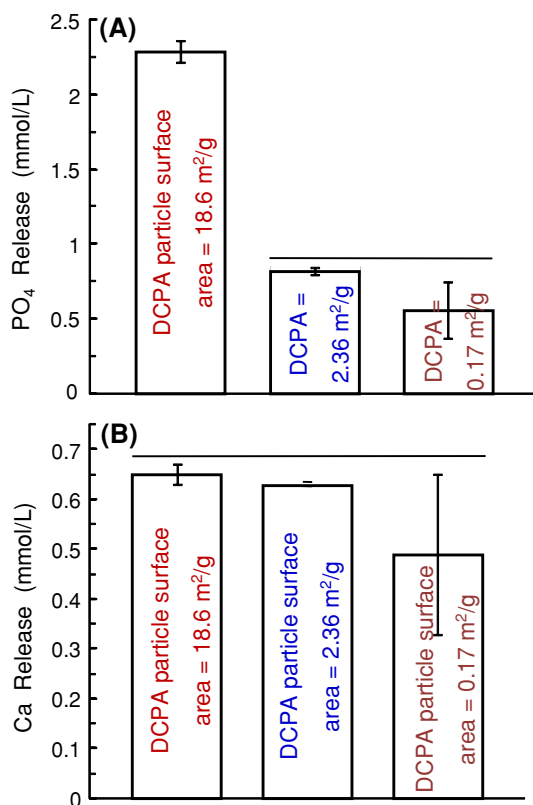 (A)
PO4 Release (mmol/L)
2.5
2
1.5
1
0.5
0
DCPA particle surface
area = 18.6 m²/g
DCPA =
2.36 m²/g
DCPA =
0.17 m²/g
(B)
Ca Release (mmol/L)
0.7
0.6
0.5
0.4
0.3
0.2
0.1
0
DCPA particle surface
area = 18.6 m²/g
DCPA particle surface
area = 2.36 m²/g
DCPA particle surface
area = 0.17 m²/g